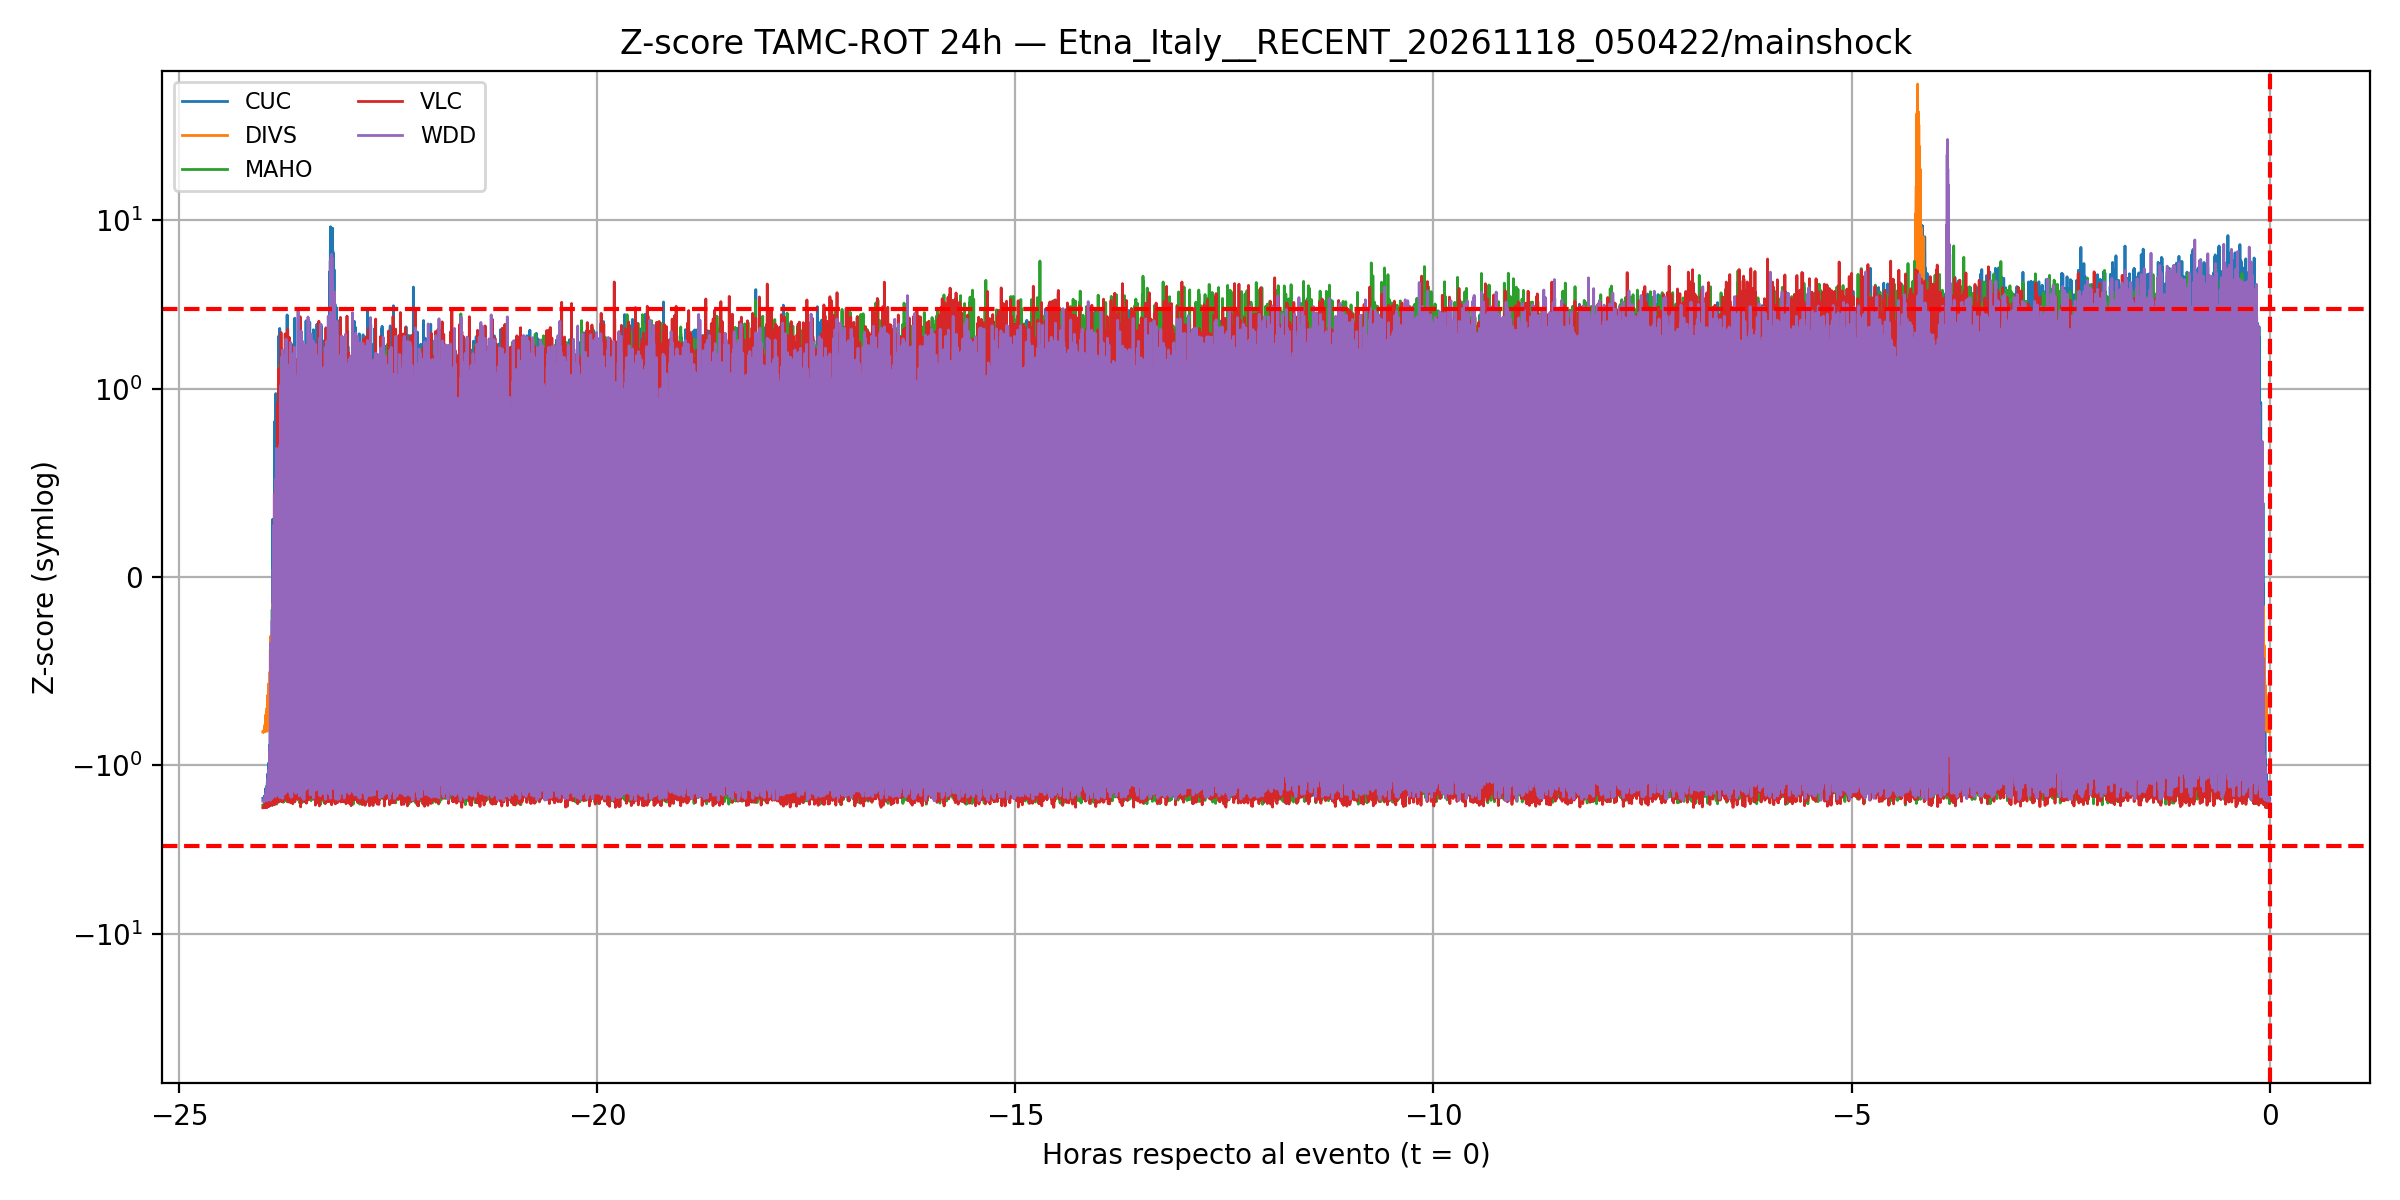 Z-score TAMC-ROT 24h — Etna_Italy__RECENT_20261118_050422/mainshock
CUC
DIVS
MAHO
VLC
WDD
Z-score (symlog)
10¹
10⁰
0
−10⁰
−10¹
−25 −20 −15 −10 −5 0
Horas respecto al evento (t = 0)